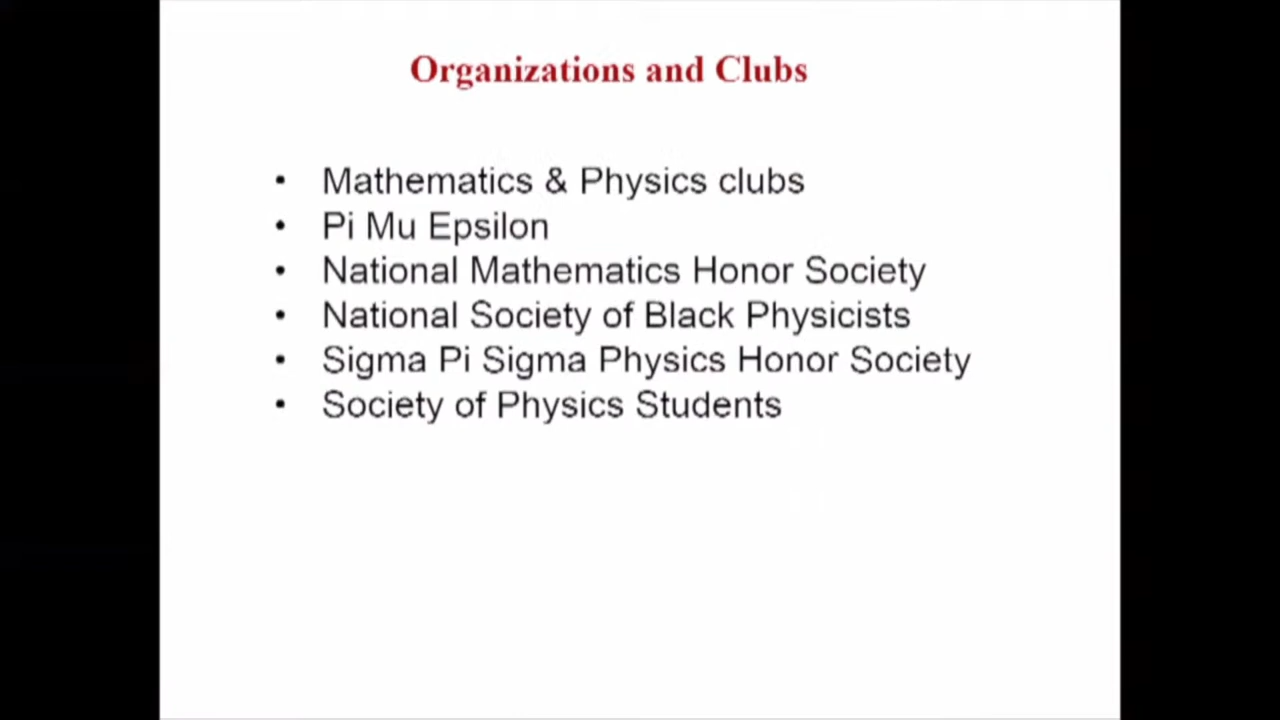 Organizations and Clubs
• Mathematics & Physics clubs
• Pi Mu Epsilon
• National Mathematics Honor Society
• National Society of Black Physicists
• Sigma Pi Sigma Physics Honor Society
• Society of Physics Students